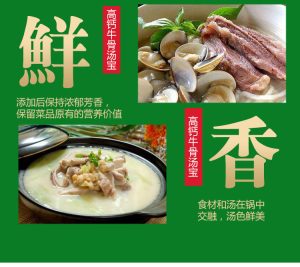 鮮
高钙牛骨汤宝
添加后保持浓郁芳香，
保留菜品原有的营养价值
高钙牛骨汤宝
香
食材和汤在锅中
交融，汤色鲜美